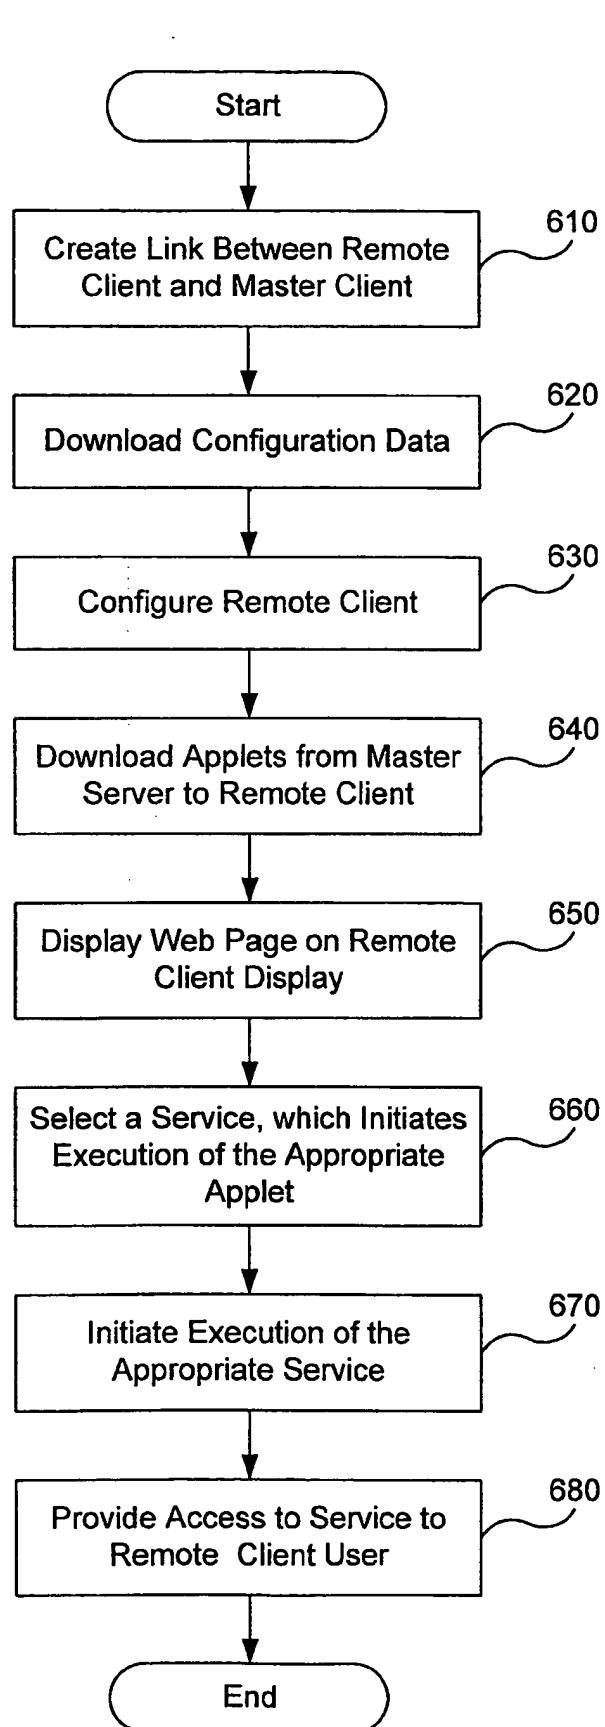 Start
610
Create Link Between Remote
Client and Master Client
620
Download Configuration Data
630
Configure Remote Client
640
Download Applets from Master
Server to Remote Client
650
Display Web Page on Remote
Client Display
660
Select a Service, which Initiates
Execution of the Appropriate
Applet
670
Initiate Execution of the
Appropriate Service
680
Provide Access to Service to
Remote Client User
End